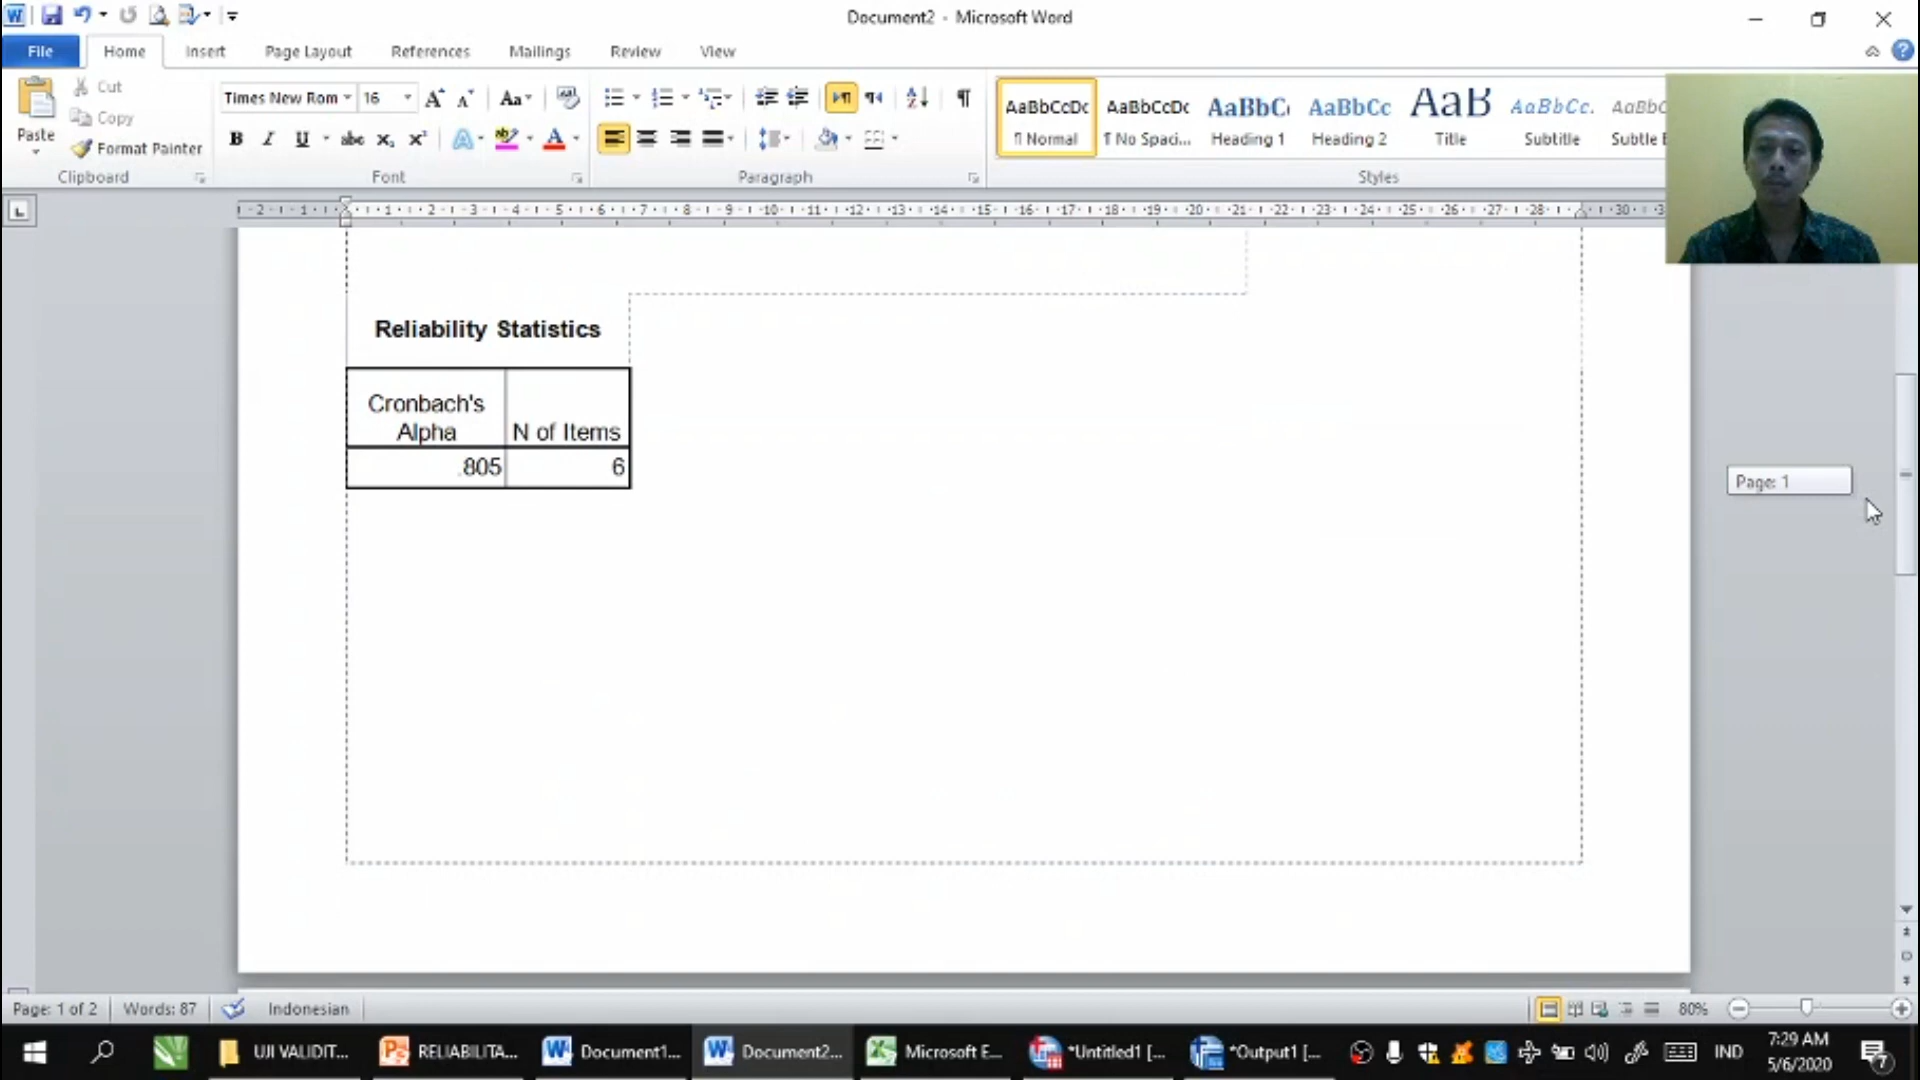 Document2 - Microsoft Word
File Home Insert Page Layout References Mailings Review View
Cut
Copy
Paste
Format Painter
Clipboard
Times New Rom 16
Font
Paragraph
AaBbCcDc AaBbCcDc AaBbC AaBbCc AaB AaBbCc. AaBbC
¶ Normal ¶ No Spaci... Heading 1 Heading 2 Title Subtitle Subtle E
Styles
Reliability Statistics
Cronbach's
Alpha
N of Items
.805 6
Page: 1
Page: 1 of 2 Words: 87 Indonesian 80%
UJI VALIDIT... RELIABILITA... Document1... Document2... Microsoft E... *Untitled1 [... *Output1 [... IND
7:29 AM
5/6/2020
7